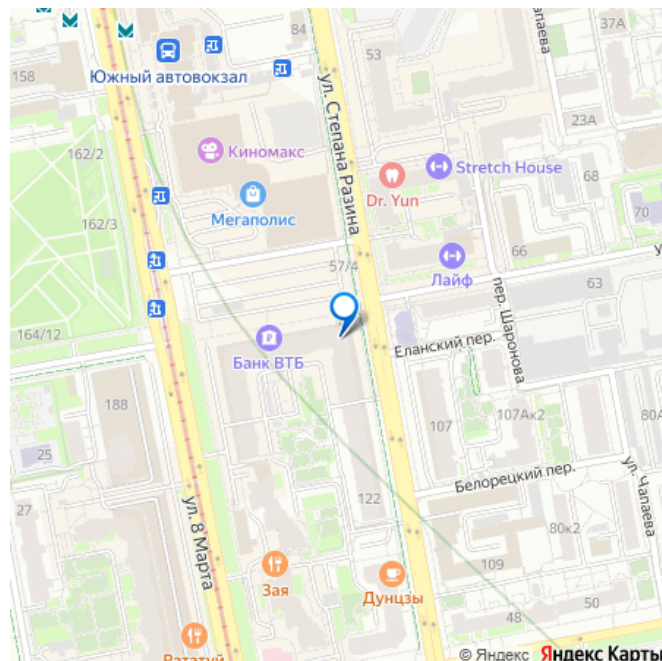 84
53
Чапаева
37А
158
Южный автовокзал
ул. Степана Разина
23А
162/2
Киномакс
Stretch House
Dr. Yun
68
Мегаполис
70
162/3
66
57/4
Лайф
63
пер. Шаронова
164/12
Банк ВТБ
Еланский пер.
188
107
107Ак2
80А
25
Белорецкий пер.
ул. Чапаева
27
ул. 8 Марта
122
80к2
109
Зая
Дунцзы
50
48
Рататуй
© Яндекс Яндекс Карты